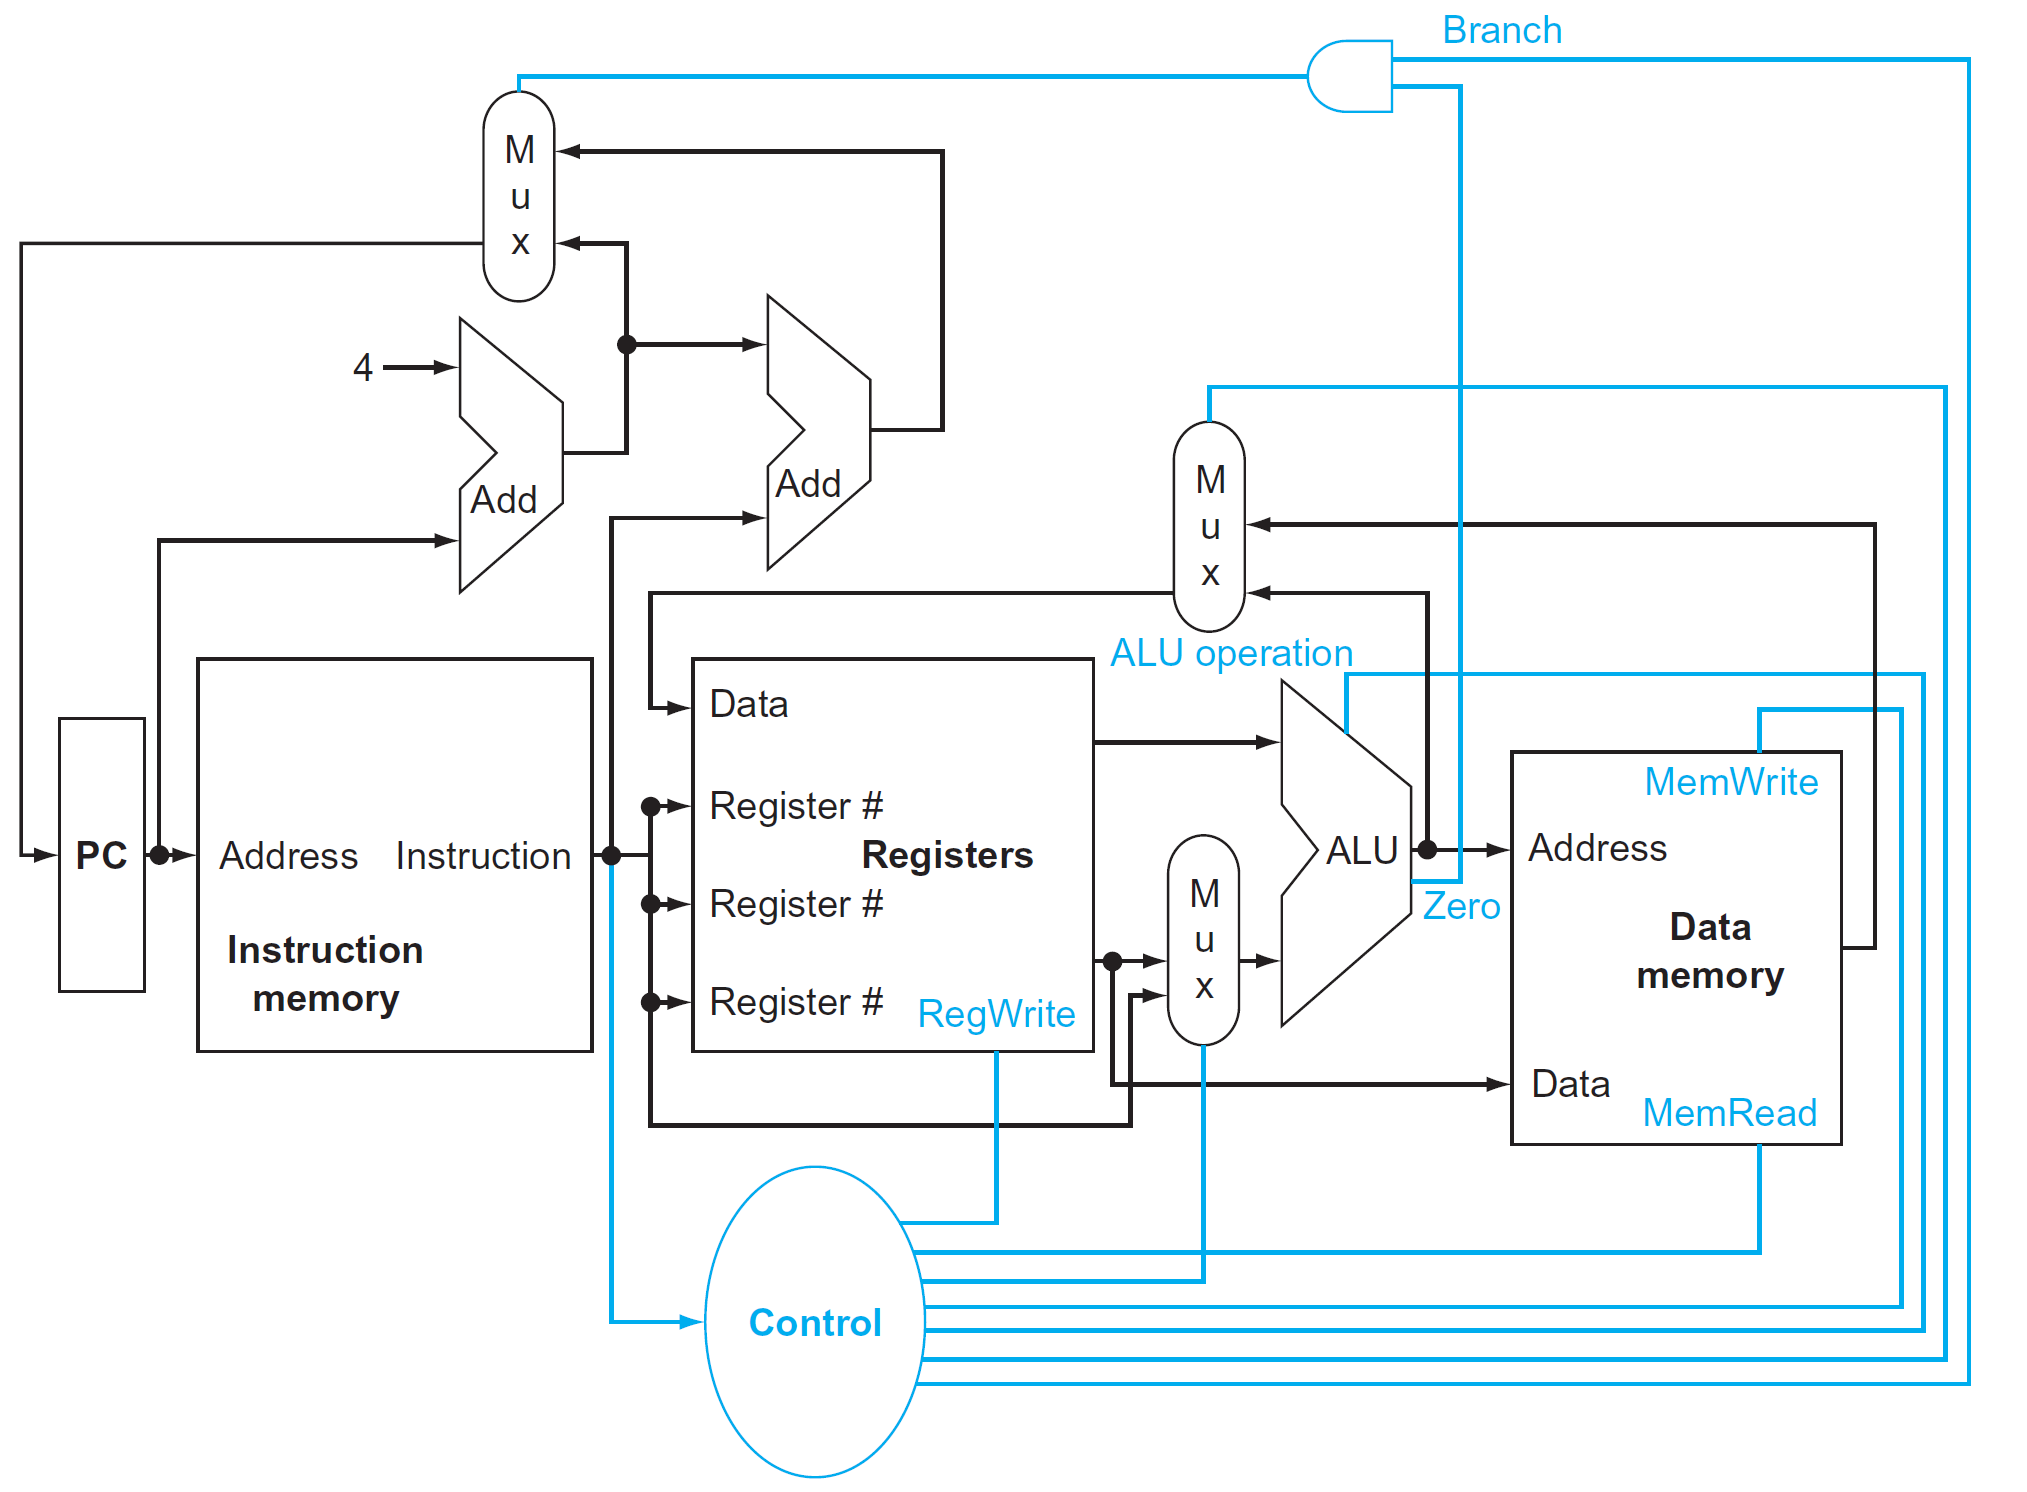 Branch
M
u
x
4
Add
Add
M
u
x
ALU operation
Data
Register #
Registers
Register #
Register #
RegWrite
PC
Address
Instruction
Instruction
memory
M
u
x
ALU
Zero
MemWrite
Address
Data
memory
Data
MemRead
Control